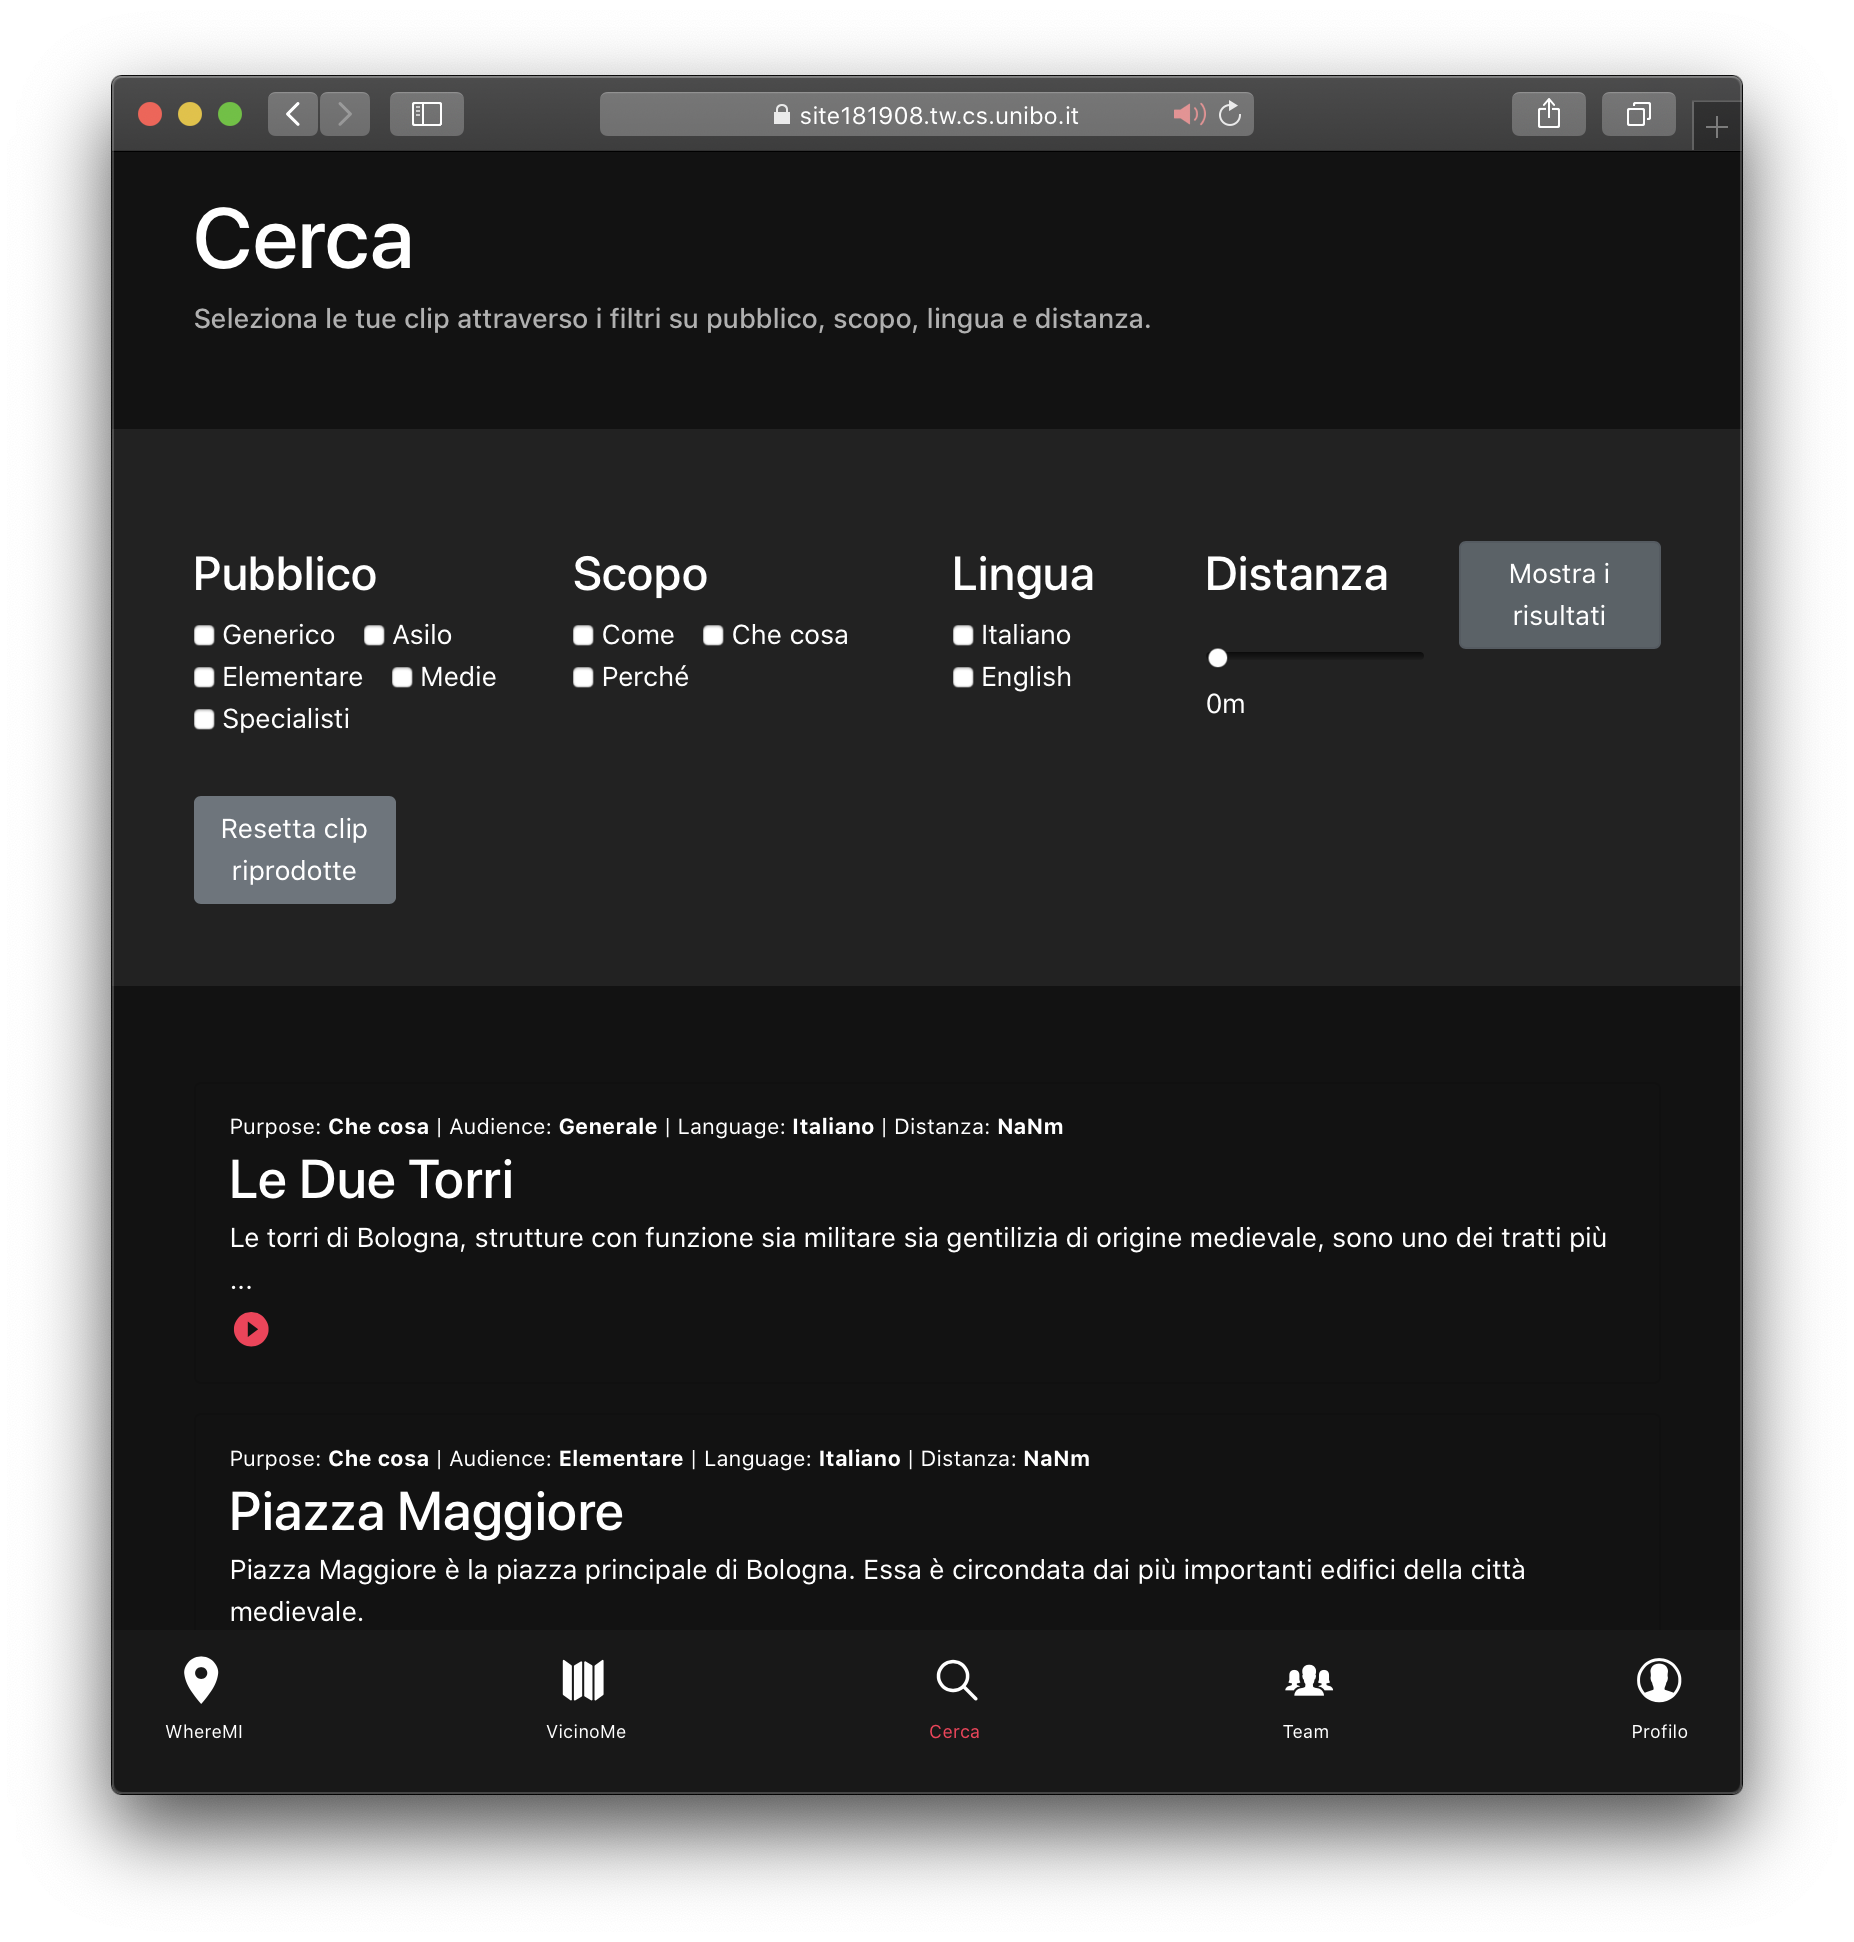 site181908.tw.cs.unibo.it
Cerca
Seleziona le tue clip attraverso i filtri su pubblico, scopo, lingua e distanza.
Pubblico
Generico Asilo
Elementare Medie
Specialisti
Scopo
Come Che cosa
Perché
Lingua
Italiano
English
Distanza
0m
Mostra i
risultati
Resetta clip
riprodotte
Purpose: Che cosa | Audience: Generale | Language: Italiano | Distanza: NaNm
Le Due Torri
Le torri di Bologna, strutture con funzione sia militare sia gentilizia di origine medievale, sono uno dei tratti più
...
Purpose: Che cosa | Audience: Elementare | Language: Italiano | Distanza: NaNm
Piazza Maggiore
Piazza Maggiore è la piazza principale di Bologna. Essa è circondata dai più importanti edifici della città
medievale.
WhereMI
VicinoMe
Cerca
Team
Profilo